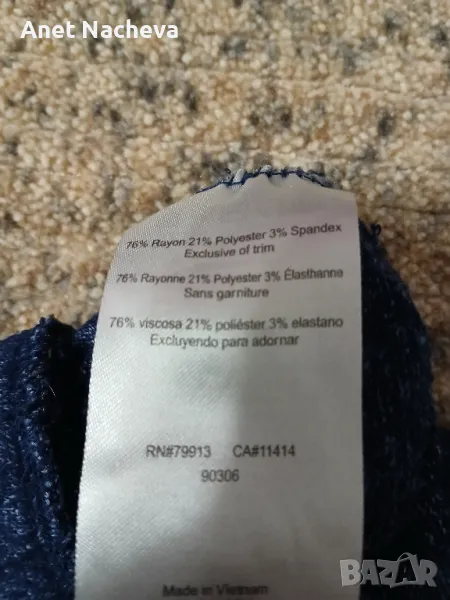 Anet Nacheva
76% Rayon 21% Polyester 3% Spandex
Exclusive of trim
76% Rayonne 21% Polyester 3% Élasthanne
Sans garniture
76% viscosa 21% poliéster 3% elastano
Excluyendo para adornar
RN#79913 CA#11414
90306
Made in Vietnam
BAZAR